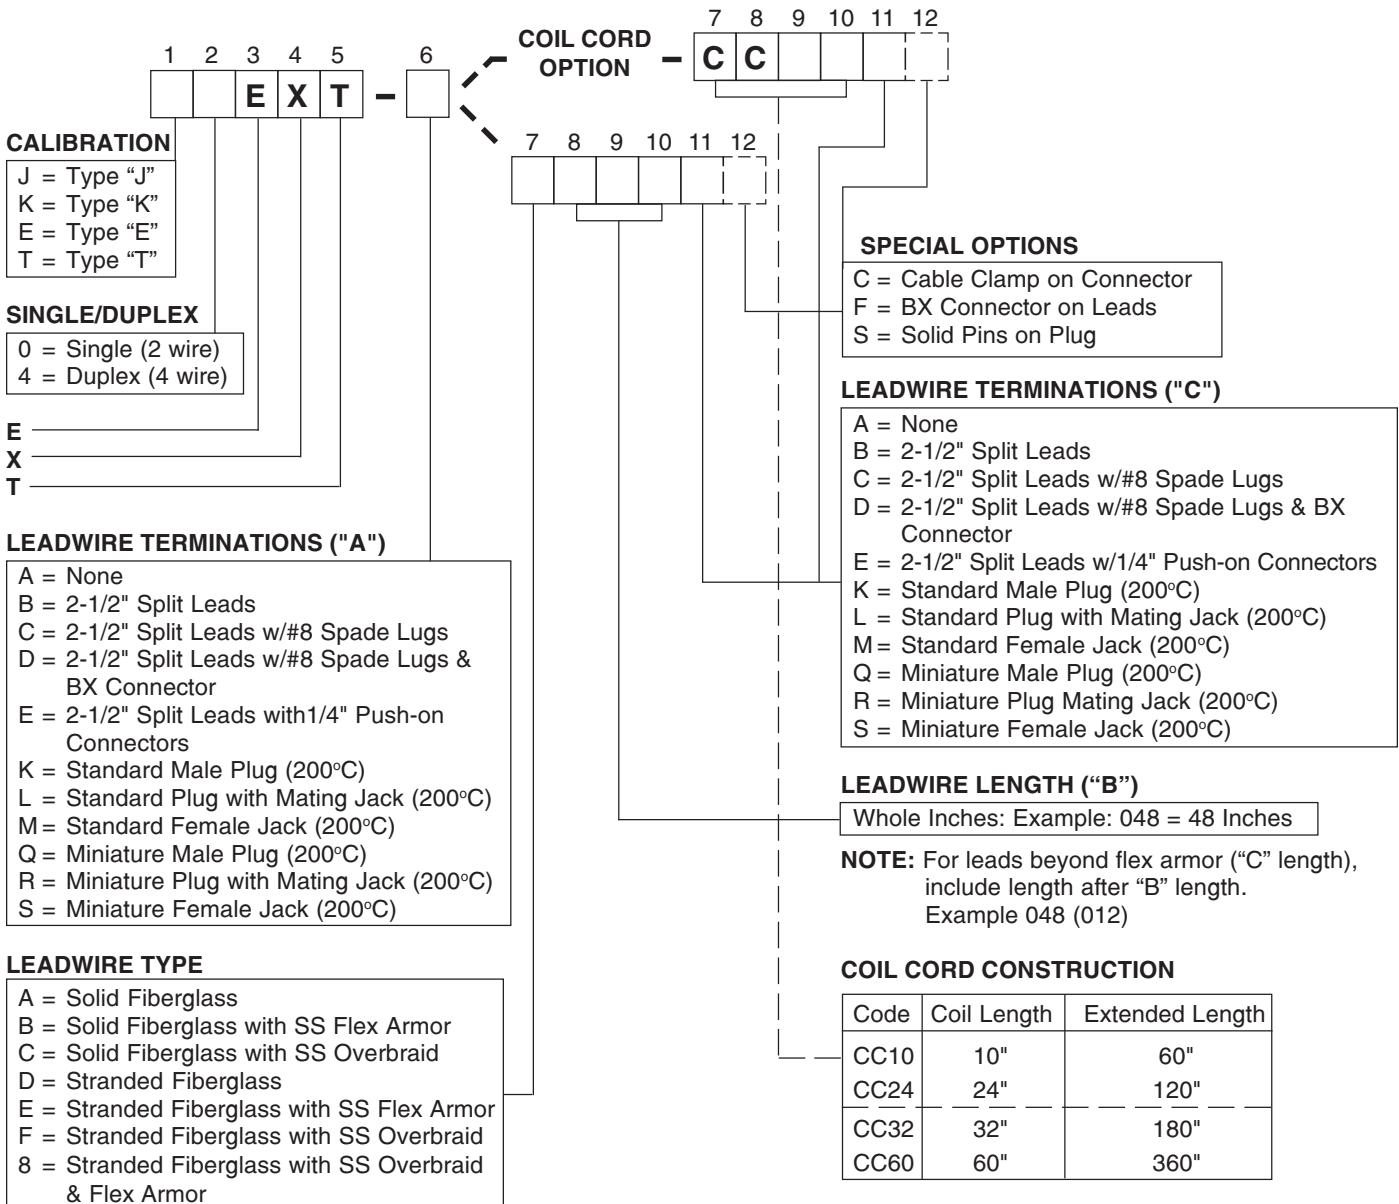 7 8 9 10 11 12
COIL CORD OPTION
– C C
1 2 3 4 5 6
E X T –
7 8 9 10 11 12
CALIBRATION
J = Type “J”
K = Type “K”
E = Type “E”
T = Type “T”
SINGLE/DUPLEX
0 = Single (2 wire)
4 = Duplex (4 wire)
E
X
T
LEADWIRE TERMINATIONS ("A")
A = None
B = 2-1/2" Split Leads
C = 2-1/2" Split Leads w/#8 Spade Lugs
D = 2-1/2" Split Leads w/#8 Spade Lugs &
BX Connector
E = 2-1/2" Split Leads with1/4" Push-on
Connectors
K = Standard Male Plug (200°C)
L = Standard Plug with Mating Jack (200°C)
M = Standard Female Jack (200°C)
Q = Miniature Male Plug (200°C)
R = Miniature Plug with Mating Jack (200°C)
S = Miniature Female Jack (200°C)
LEADWIRE TYPE
A = Solid Fiberglass
B = Solid Fiberglass with SS Flex Armor
C = Solid Fiberglass with SS Overbraid
D = Stranded Fiberglass
E = Stranded Fiberglass with SS Flex Armor
F = Stranded Fiberglass with SS Overbraid
8 = Stranded Fiberglass with SS Overbraid
& Flex Armor
SPECIAL OPTIONS
C = Cable Clamp on Connector
F = BX Connector on Leads
S = Solid Pins on Plug
LEADWIRE TERMINATIONS ("C")
A = None
B = 2-1/2" Split Leads
C = 2-1/2" Split Leads w/#8 Spade Lugs
D = 2-1/2" Split Leads w/#8 Spade Lugs & BX
Connector
E = 2-1/2" Split Leads w/1/4" Push-on Connectors
K = Standard Male Plug (200°C)
L = Standard Plug with Mating Jack (200°C)
M = Standard Female Jack (200°C)
Q = Miniature Male Plug (200°C)
R = Miniature Plug Mating Jack (200°C)
S = Miniature Female Jack (200°C)
LEADWIRE LENGTH (“B”)
Whole Inches: Example: 048 = 48 Inches
NOTE: For leads beyond flex armor (“C” length),
include length after “B” length.
Example 048 (012)
COIL CORD CONSTRUCTION
Code Coil Length Extended Length
CC10 10" 60"
CC24 24" 120"
CC32 32" 180"
CC60 60" 360"